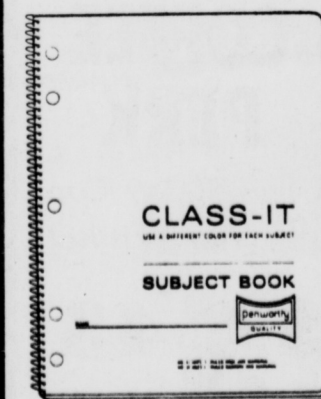 CLASS-IT
USE A DIFFERENT COLOR FOR EACH SUBJECT
SUBJECT BOOK
Penworthy
QUALITY